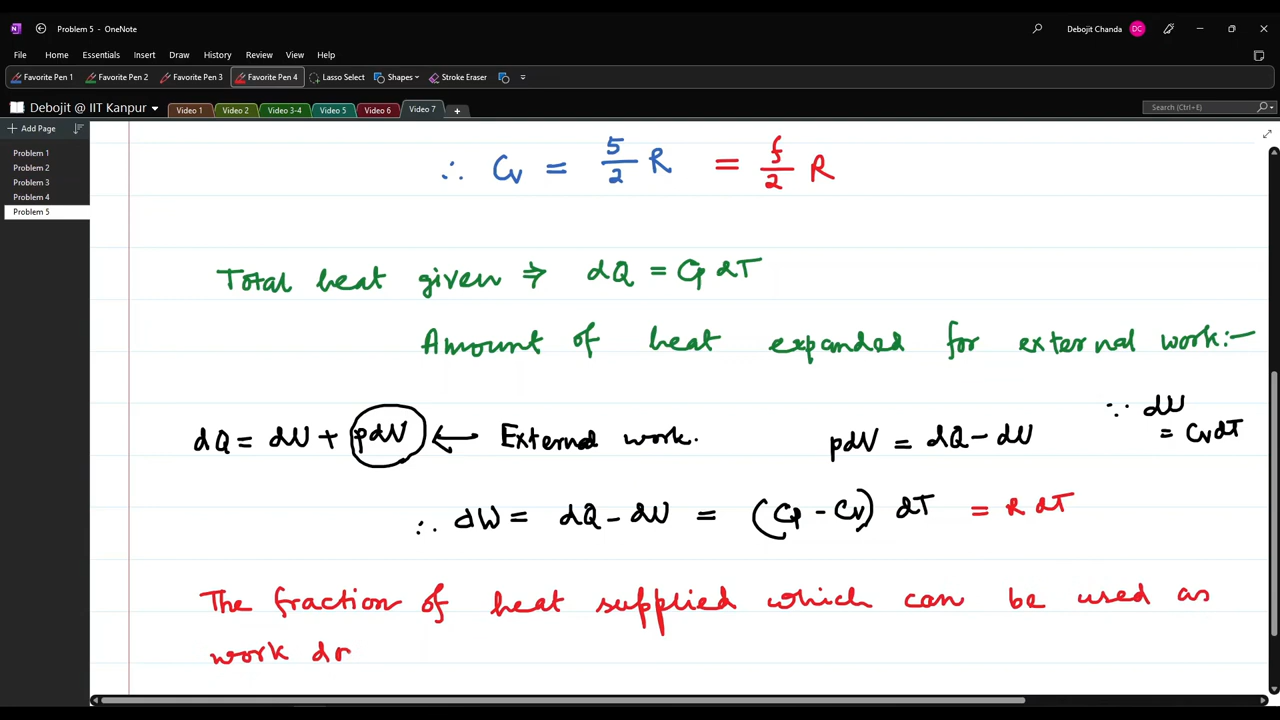 Problem 5 - OneNote
Debojit Chanda DC
File Home Essentials Insert Draw History Review View Help
Favorite Pen 1 Favorite Pen 2 Favorite Pen 3 Favorite Pen 4 Lasso Select Shapes Stroke Eraser
Debojit @ IIT Kanpur Video 1 Video 2 Video 3-4 Video 5 Video 6 Video 7 + Search (Ctrl+E)
+ Add Page
Problem 1
Problem 2
Problem 3
Problem 4
Problem 5
∴ Cv = 5/2 R = f/2 R
Total heat given ⇒ dQ = Cp dT
Amount of heat expanded for external work:-
∵ dU
= CvdT
dQ = dU + pdV ← External work. pdV = dQ - dU
∴ dW = dQ - dU = (Cp - Cv) dT = R dT
The fraction of heat supplied which can be used as
work do